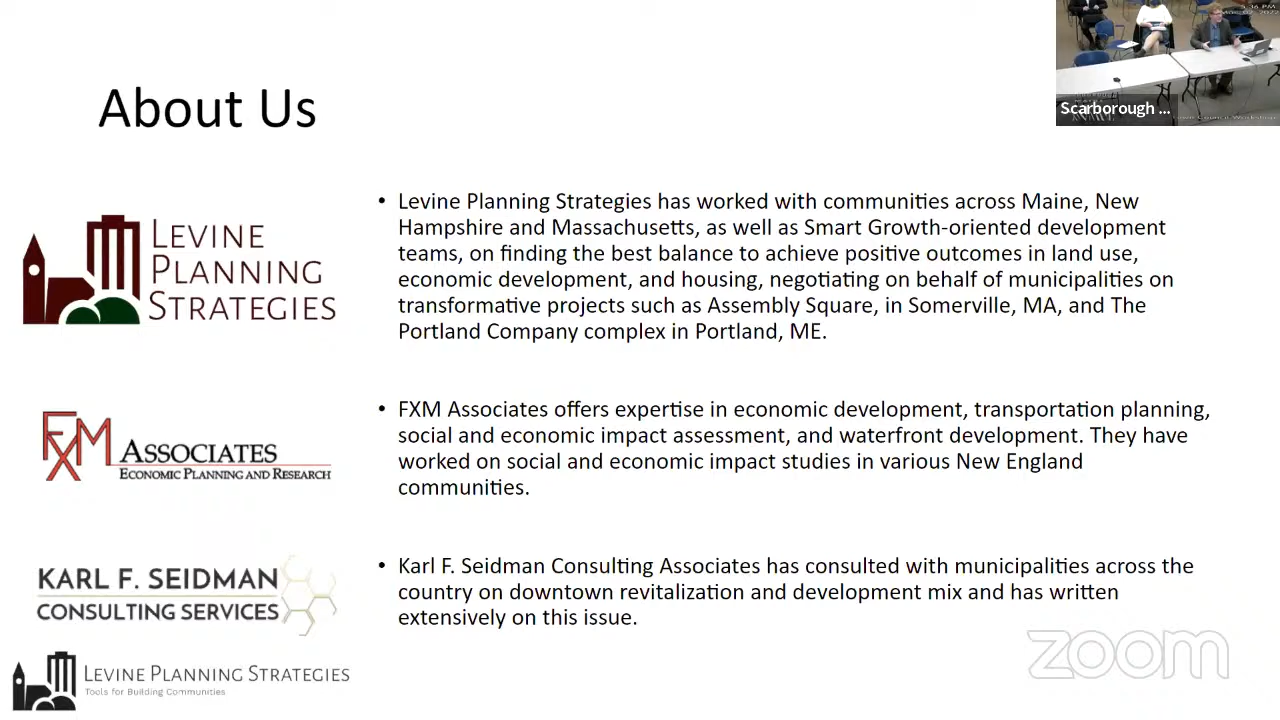 About Us
5:36 PM
Scarborough ...
Town Council Workshop
LEVINE
PLANNING
STRATEGIES
• Levine Planning Strategies has worked with communities across Maine, New
Hampshire and Massachusetts, as well as Smart Growth-oriented development
teams, on finding the best balance to achieve positive outcomes in land use,
economic development, and housing, negotiating on behalf of municipalities on
transformative projects such as Assembly Square, in Somerville, MA, and The
Portland Company complex in Portland, ME.
FXM ASSOCIATES
ECONOMIC PLANNING AND RESEARCH
• FXM Associates offers expertise in economic development, transportation planning,
social and economic impact assessment, and waterfront development. They have
worked on social and economic impact studies in various New England
communities.
KARL F. SEIDMAN
CONSULTING SERVICES
• Karl F. Seidman Consulting Associates has consulted with municipalities across the
country on downtown revitalization and development mix and has written
extensively on this issue.
zoom
LEVINE PLANNING STRATEGIES
Tools for Building Communities